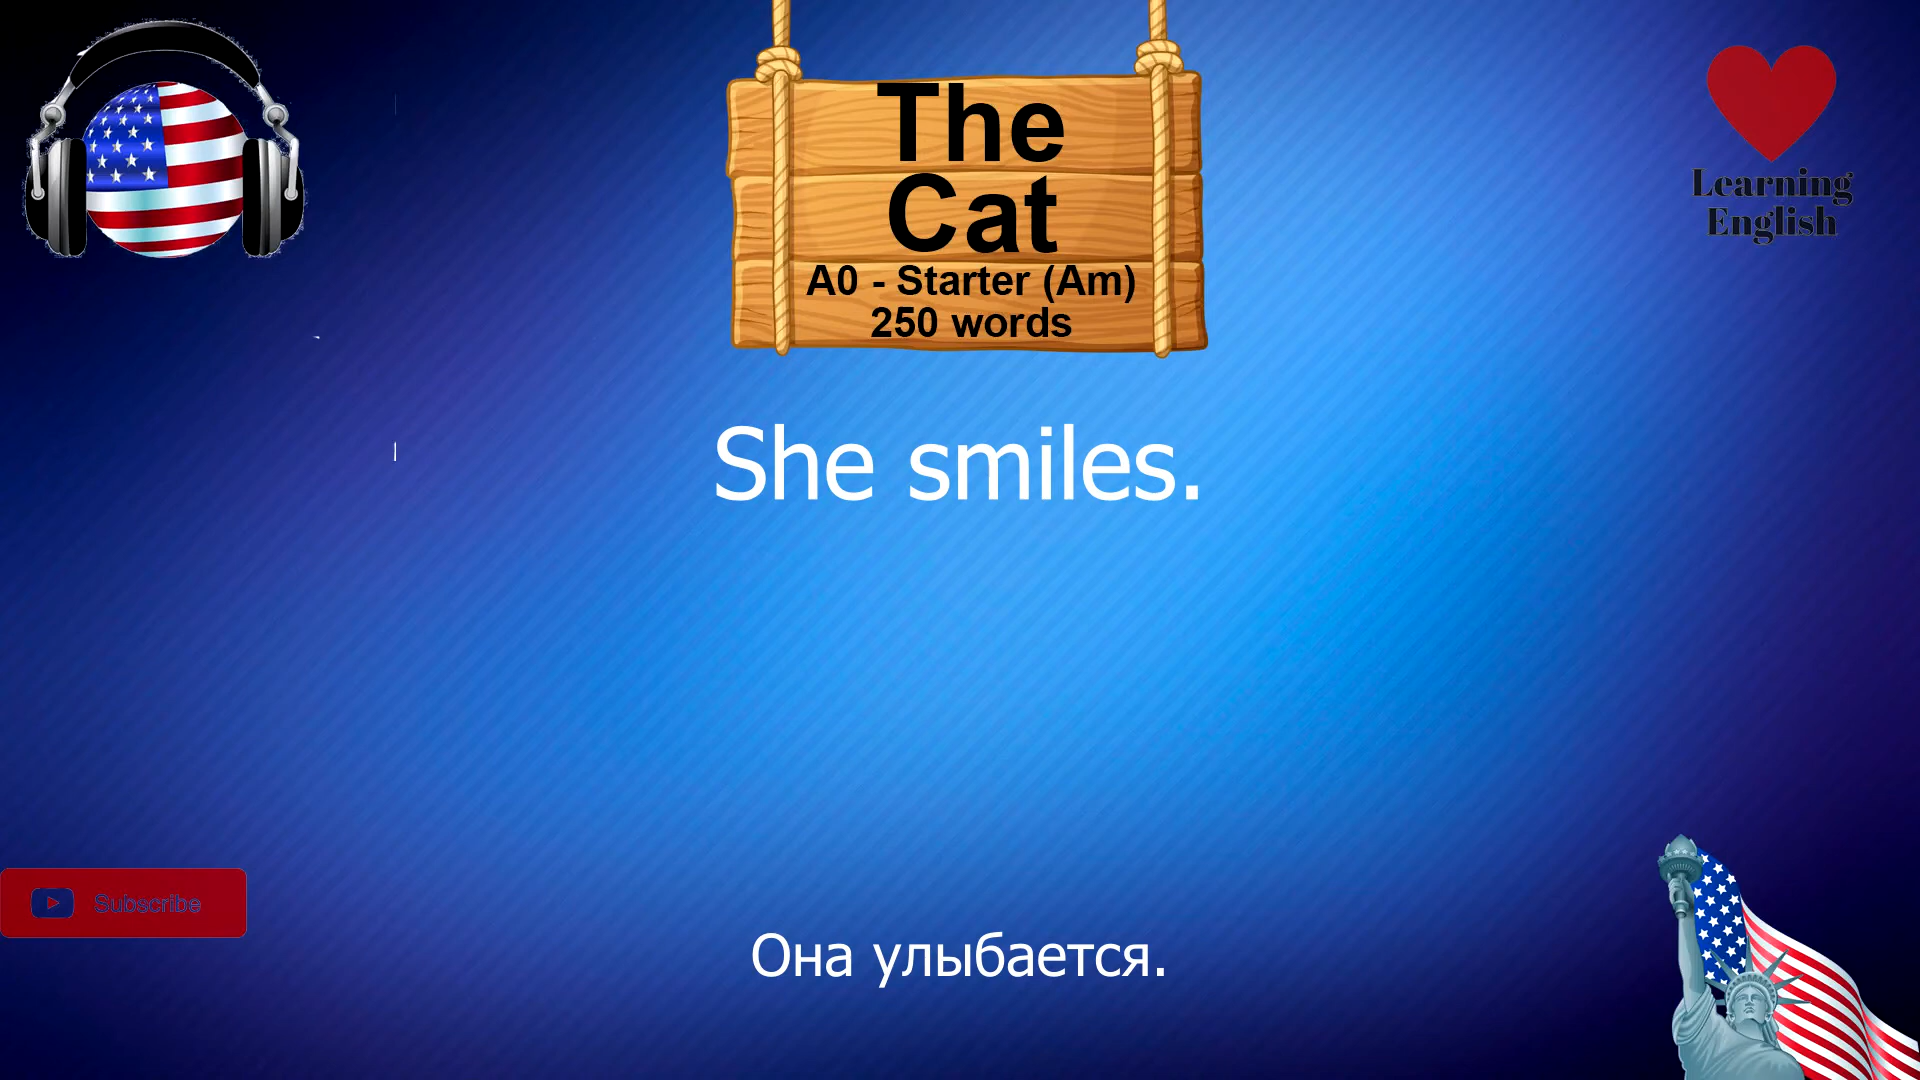 The
Cat
A0 - Starter (Am)
250 words
Learning
English
She smiles.
Subscribe
Она улыбается.